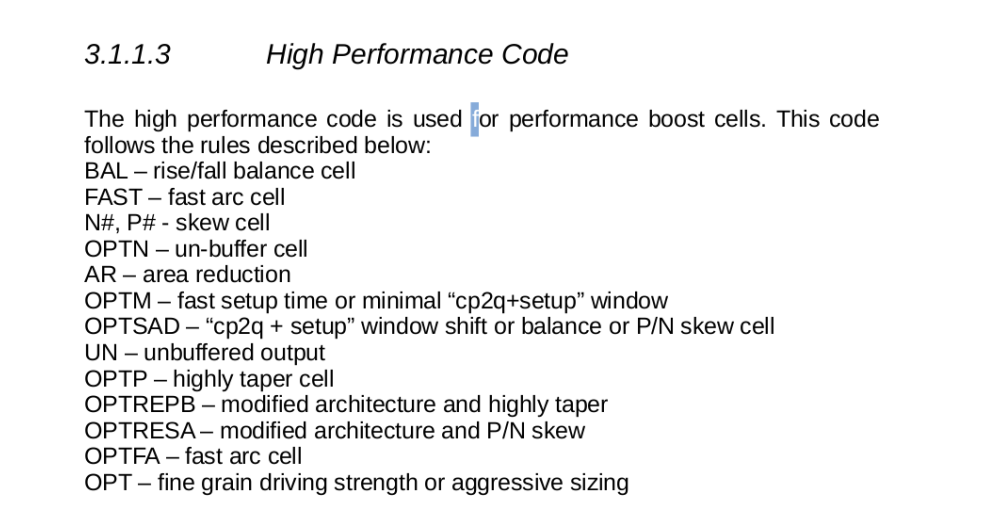 3.1.1.3 High Performance Code
The high performance code is used for performance boost cells. This code
follows the rules described below:
BAL – rise/fall balance cell
FAST – fast arc cell
N#, P# - skew cell
OPTN – un-buffer cell
AR – area reduction
OPTM – fast setup time or minimal “cp2q+setup” window
OPTSAD – “cp2q + setup” window shift or balance or P/N skew cell
UN – unbuffered output
OPTP – highly taper cell
OPTREPB – modified architecture and highly taper
OPTRESA – modified architecture and P/N skew
OPTFA – fast arc cell
OPT – fine grain driving strength or aggressive sizing